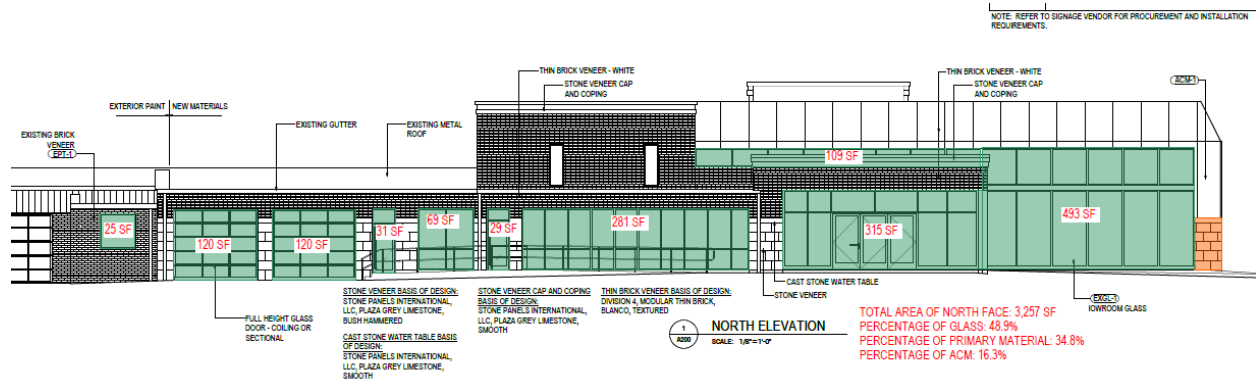 NOTE: REFER TO SIGNAGE VENDOR FOR PROCUREMENT AND INSTALLATION
REQUIREMENTS.
THIN BRICK VENEER - WHITE
STONE VENEER CAP
AND COPING
THIN BRICK VENEER - WHITE
STONE VENEER CAP
AND COPING
ACM-1
EXTERIOR PAINT
NEW MATERIALS
EXISTING GUTTER
EXISTING METAL
ROOF
EXISTING BRICK
VENEER
EPT-1
109 SF
25 SF
120 SF
120 SF
31 SF
69 SF
29 SF
281 SF
315 SF
493 SF
CAST STONE WATER TABLE
STONE VENEER
FULL HEIGHT GLASS
DOOR - COILING OR
SECTIONAL
STONE VENEER BASIS OF DESIGN:
STONE PANELS INTERNATIONAL,
LLC, PLAZA GREY LIMESTONE,
BUSH HAMMERED
CAST STONE WATER TABLE BASIS
OF DESIGN:
STONE PANELS INTERNATIONAL,
LLC, PLAZA GREY LIMESTONE,
SMOOTH
STONE VENEER CAP AND COPING
BASIS OF DESIGN:
STONE PANELS INTERNATIONAL,
LLC, PLAZA GREY LIMESTONE,
SMOOTH
THIN BRICK VENEER BASIS OF DESIGN:
DIVISION 4, MODULAR THIN BRICK,
BLANCO, TEXTURED
1
A200
NORTH ELEVATION
SCALE: 1/8"=1'-0"
EXGL-1
IOWROOM GLASS
TOTAL AREA OF NORTH FACE: 3,257 SF
PERCENTAGE OF GLASS: 48.9%
PERCENTAGE OF PRIMARY MATERIAL: 34.8%
PERCENTAGE OF ACM: 16.3%